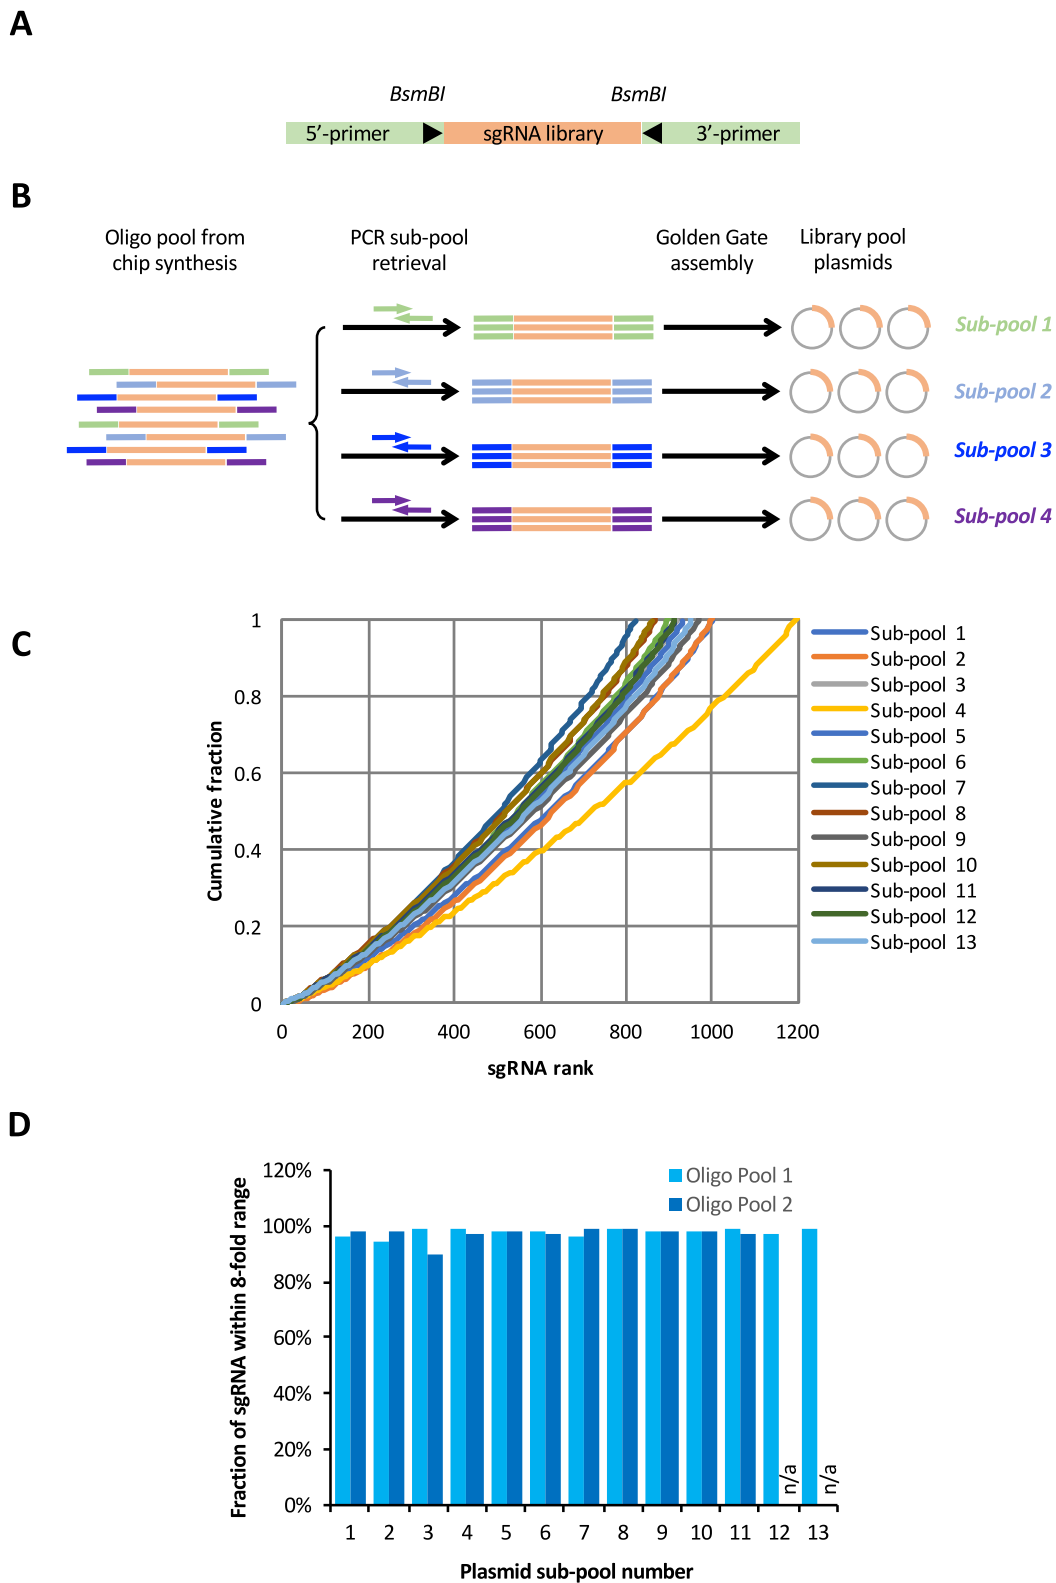 A
BsmBI BsmBI
5’-primer sgRNA library 3’-primer
B
Oligo pool from
chip synthesis
PCR sub-pool
retrieval
Golden Gate
assembly
Library pool
plasmids
Sub-pool 1
Sub-pool 2
Sub-pool 3
Sub-pool 4
C
Cumulative fraction
1
0.8
0.6
0.4
0.2
0
0 200 400 600 800 1000 1200
sgRNA rank
Sub-pool 1
Sub-pool 2
Sub-pool 3
Sub-pool 4
Sub-pool 5
Sub-pool 6
Sub-pool 7
Sub-pool 8
Sub-pool 9
Sub-pool 10
Sub-pool 11
Sub-pool 12
Sub-pool 13
D
Fraction of sgRNA within 8-fold range
120%
100%
80%
60%
40%
20%
0%
Oligo Pool 1
Oligo Pool 2
n/a
n/a
1 2 3 4 5 6 7 8 9 10 11 12 13
Plasmid sub-pool number